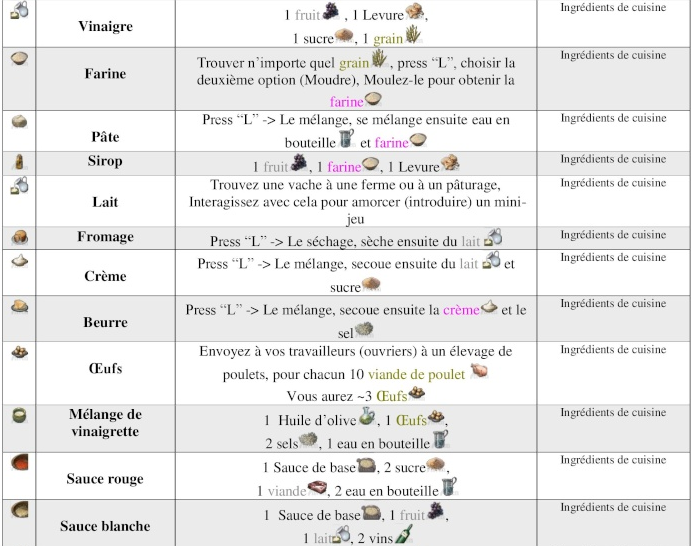 Vinaigre
1 fruit , 1 Levure ,
1 sucre , 1 grain
Ingrédients de cuisine
Farine
Trouver n’importe quel grain , press “L”, choisir la
deuxième option (Moudre), Moulez-le pour obtenir la
farine
Ingrédients de cuisine
Pâte
Press “L” -> Le mélange, se mélange ensuite eau en
bouteille et farine
Ingrédients de cuisine
Sirop
1 fruit , 1 farine , 1 Levure
Ingrédients de cuisine
Lait
Trouvez une vache à une ferme ou à un pâturage,
Interagissez avec cela pour amorcer (introduire) un mini-
jeu
Ingrédients de cuisine
Fromage
Press “L” -> Le séchage, sèche ensuite du lait
Ingrédients de cuisine
Crème
Press “L” -> Le mélange, secoue ensuite du lait et
sucre
Ingrédients de cuisine
Beurre
Press “L” -> Le mélange, secoue ensuite la crème et le
sel
Ingrédients de cuisine
Œufs
Envoyez à vos travailleurs (ouvriers) à un élevage de
poulets, pour chacun 10 viande de poulet
Vous aurez ~3 Œufs
Ingrédients de cuisine
Mélange de
vinaigrette
1 Huile d’olive , 1 Œufs ,
2 sels , 1 eau en bouteille
Ingrédients de cuisine
Sauce rouge
1 Sauce de base , 2 sucre ,
1 viande , 2 eau en bouteille
Ingrédients de cuisine
Sauce blanche
1 Sauce de base , 1 fruit ,
1 lait , 2 vins
Ingrédients de cuisine